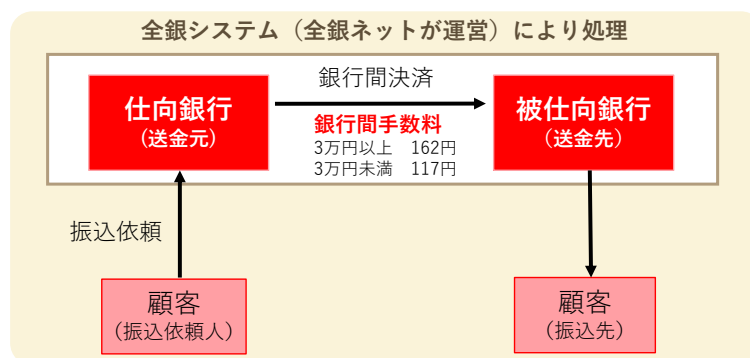 全銀システム（全銀ネットが運営）により処理
銀行間決済
仕向銀行
(送金元)
被仕向銀行
(送金先)
銀行間手数料
3万円以上　162円
3万円未満　117円
振込依頼
顧客
(振込依頼人)
顧客
(振込先)